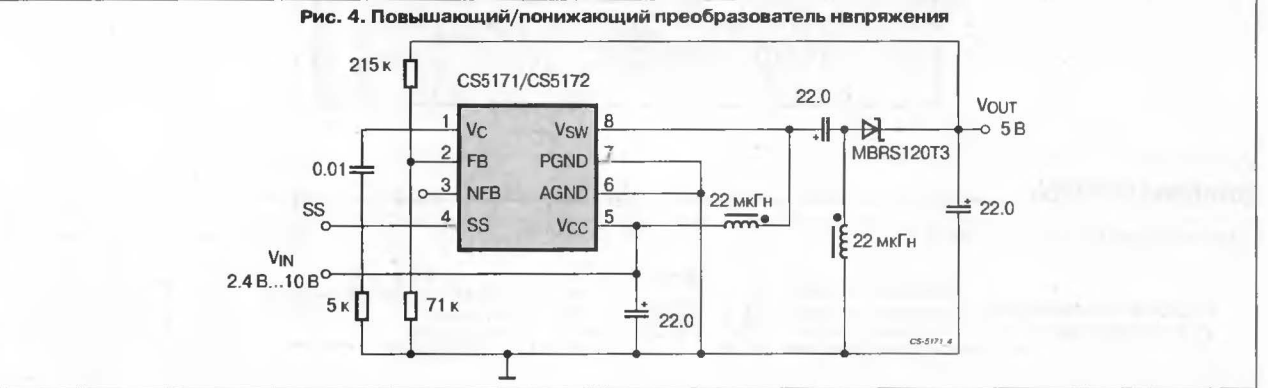 Рис. 4. Повышающий/понижающий преобразователь нвпряжения
215 к
CS5171/CS5172
22.0
VOUT
5 В
1 VC VSW 8
MBRS120T3
2 FB PGND 7
0.01
3 NFB AGND 6
22 мкГн
22.0
SS
4 SS VCC 5
22 мкГн
VIN
2.4 В...10 В
5 к
71 к
22.0
CS-5171_4